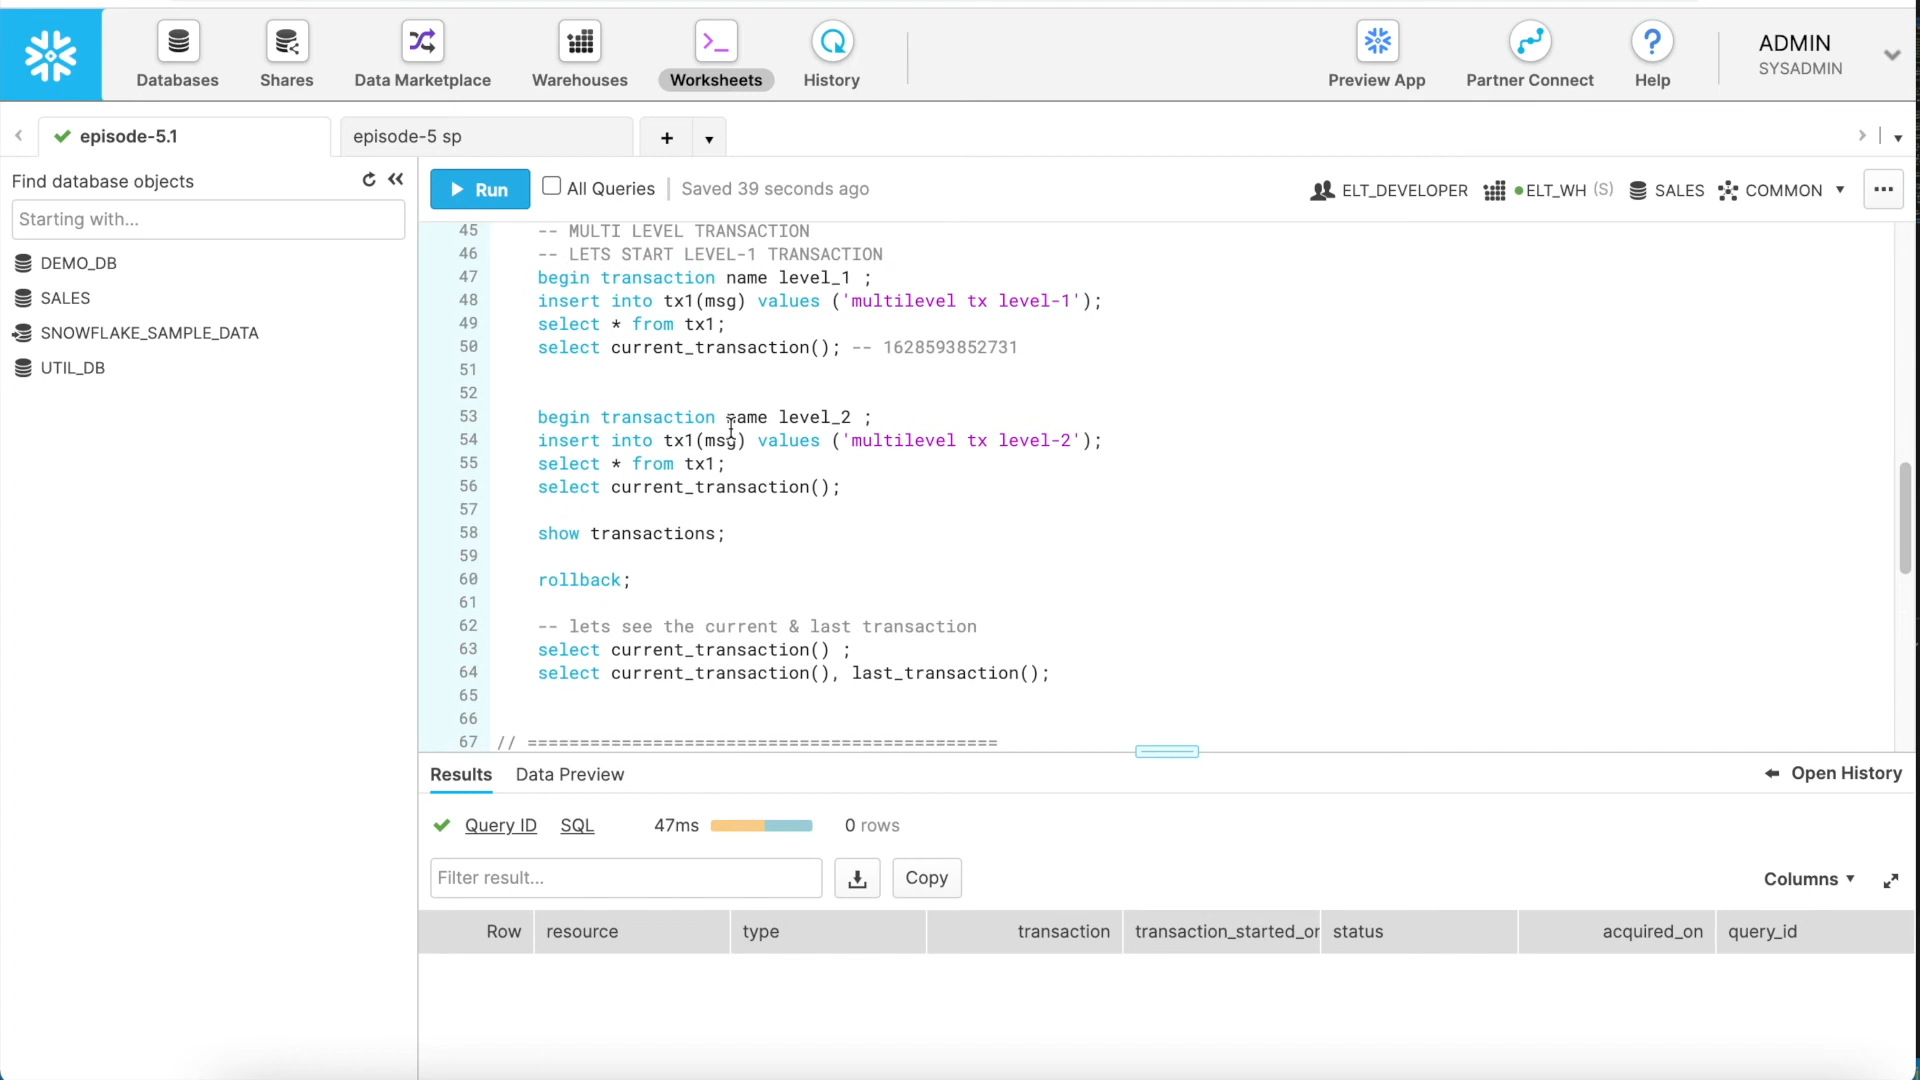 Databases
Shares
Data Marketplace
Warehouses
Worksheets
History
Preview App
Partner Connect
Help
ADMIN
SYSADMIN
episode-5.1
episode-5 sp
Find database objects
Starting with...
DEMO_DB
SALES
SNOWFLAKE_SAMPLE_DATA
UTIL_DB
Run
All Queries
Saved 39 seconds ago
ELT_DEVELOPER
ELT_WH (S)
SALES
COMMON
45 -- MULTI LEVEL TRANSACTION
46 -- LETS START LEVEL-1 TRANSACTION
47 begin transaction name level_1 ;
48 insert into tx1(msg) values ('multilevel tx level-1');
49 select * from tx1;
50 select current_transaction(); -- 1628593852731
51
52
53 begin transaction name level_2 ;
54 insert into tx1(msg) values ('multilevel tx level-2');
55 select * from tx1;
56 select current_transaction();
57
58 show transactions;
59
60 rollback;
61
62 -- lets see the current & last transaction
63 select current_transaction() ;
64 select current_transaction(), last_transaction();
65
66
67 // =============================================
Results
Data Preview
Open History
Query ID
SQL
47ms
0 rows
Filter result...
Copy
Columns
Row
resource
type
transaction
transaction_started_or
status
acquired_on
query_id